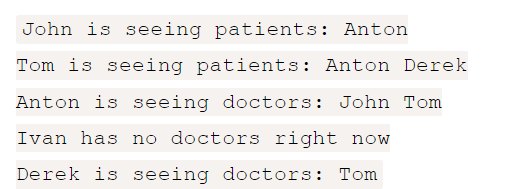 John is seeing patients: Anton
Tom is seeing patients: Anton Derek
Anton is seeing doctors: John Tom
Ivan has no doctors right now
Derek is seeing doctors: Tom